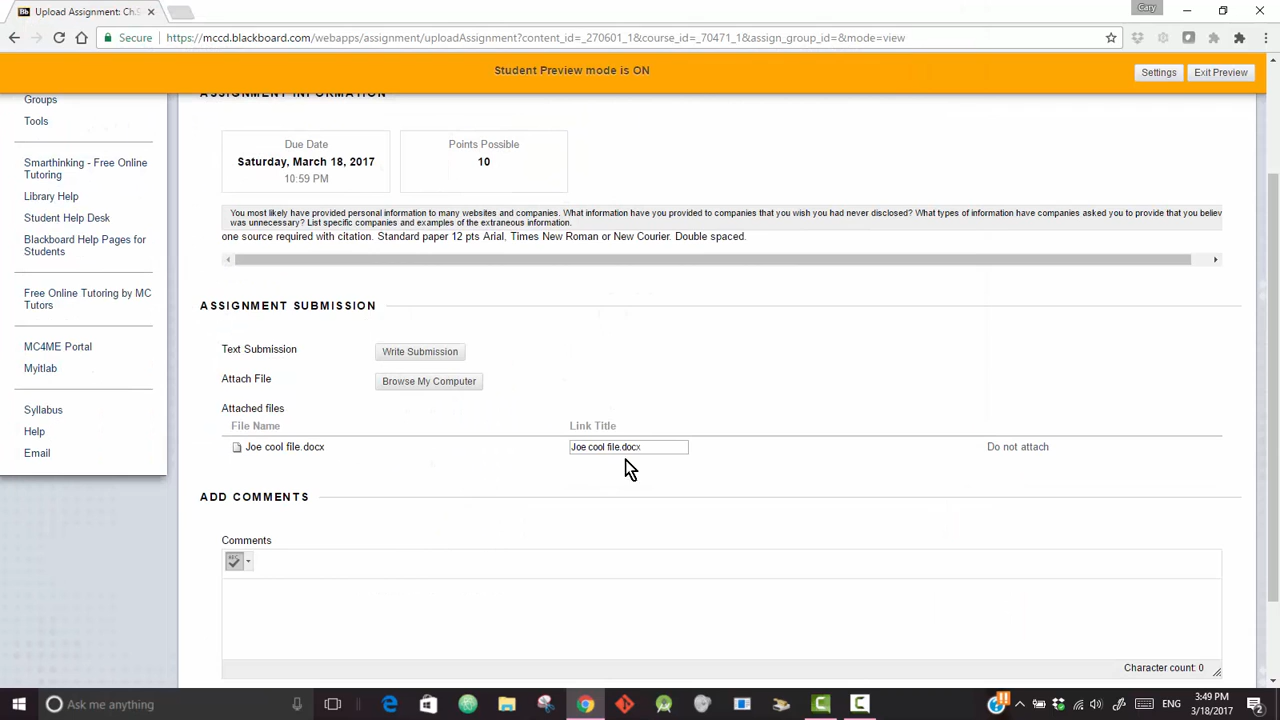 Upload Assignment: Ch.5
Gary
Secure
https://mccd.blackboard.com/webapps/assignment/uploadAssignment?content_id=_270601_1&course_id=_70471_1&assign_group_id=&mode=view
Student Preview mode is ON
Settings
Exit Preview
Groups
Tools
Smarthinking - Free Online
Tutoring
Library Help
Student Help Desk
Blackboard Help Pages for
Students
Free Online Tutoring by MC
Tutors
MC4ME Portal
Myitlab
Syllabus
Help
Email
ASSIGNMENT INFORMATION
Due Date
Saturday, March 18, 2017
10:59 PM
Points Possible
10
You most likely have provided personal information to many websites and companies. What information have you provided to companies that you wish you had never disclosed? What types of information have companies asked you to provide that you believ
was unnecessary? List specific companies and examples of the extraneous information.
one source required with citation. Standard paper 12 pts Arial, Times New Roman or New Courier. Double spaced.
ASSIGNMENT SUBMISSION
Text Submission
Write Submission
Attach File
Browse My Computer
Attached files
File Name
Link Title
Joe cool file.docx
Joe cool file.docx
Do not attach
ADD COMMENTS
Comments
ABC
Character count: 0
Ask me anything
ENG
3:49 PM
3/18/2017